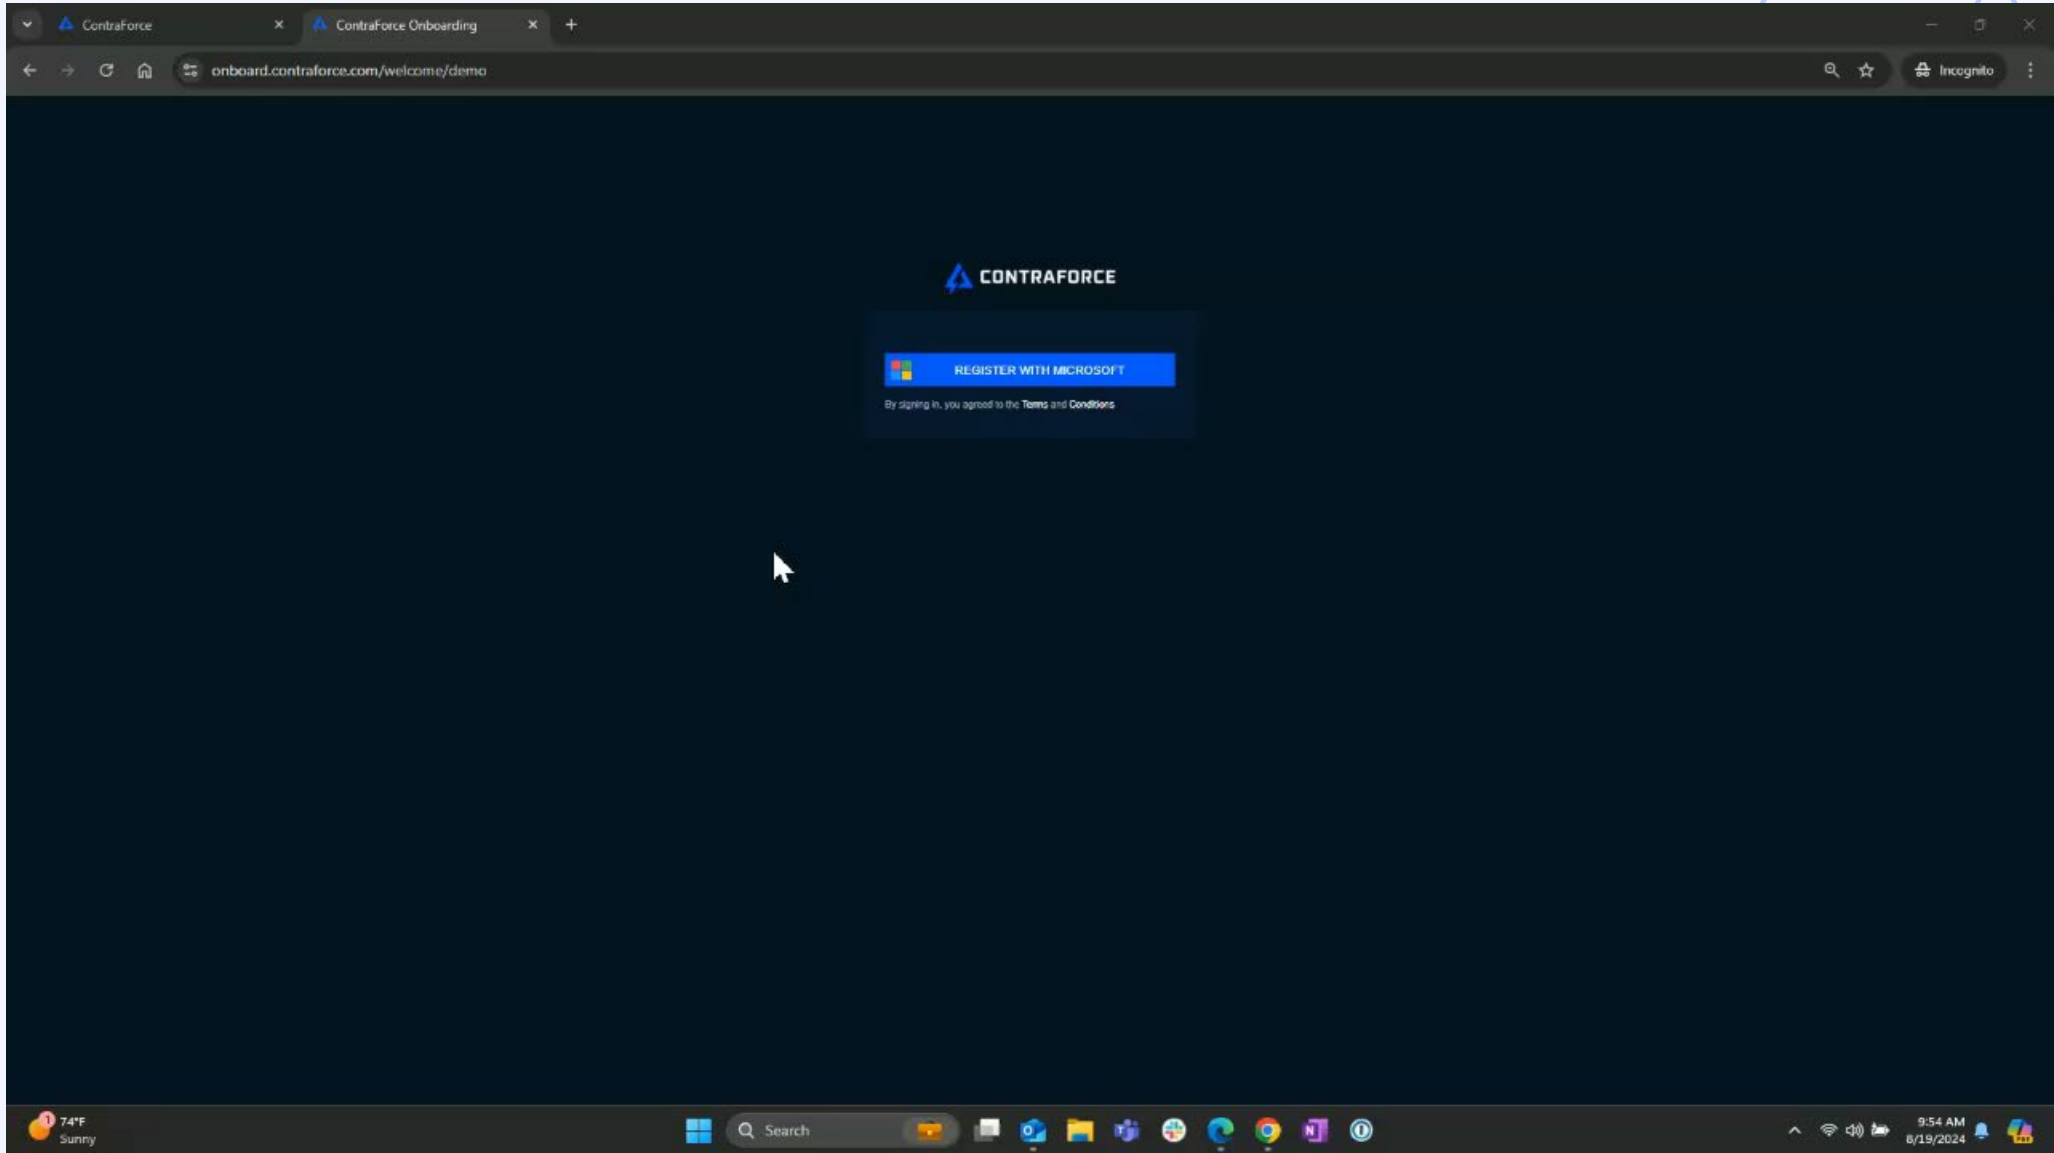 ContraForce
ContraForce Onboarding
onboard.contraforce.com/welcome/demo
Incognito
CONTRAFORCE
REGISTER WITH MICROSOFT
By signing in, you agreed to the Terms and Conditions
1
74°F
Sunny
Search
9:54 AM
8/19/2024